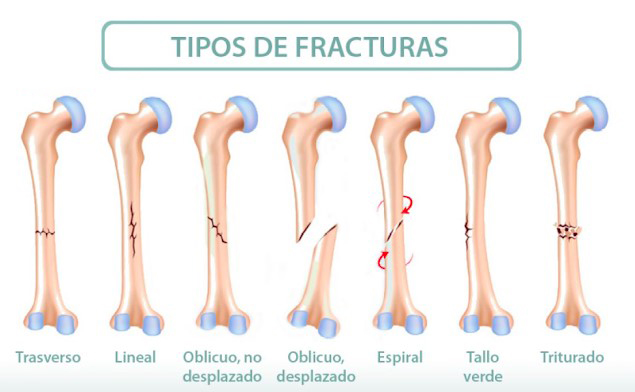 TIPOS DE FRACTURAS
Trasverso
Lineal
Oblicuo, no
desplazado
Oblicuo,
desplazado
Espiral
Tallo
verde
Triturado